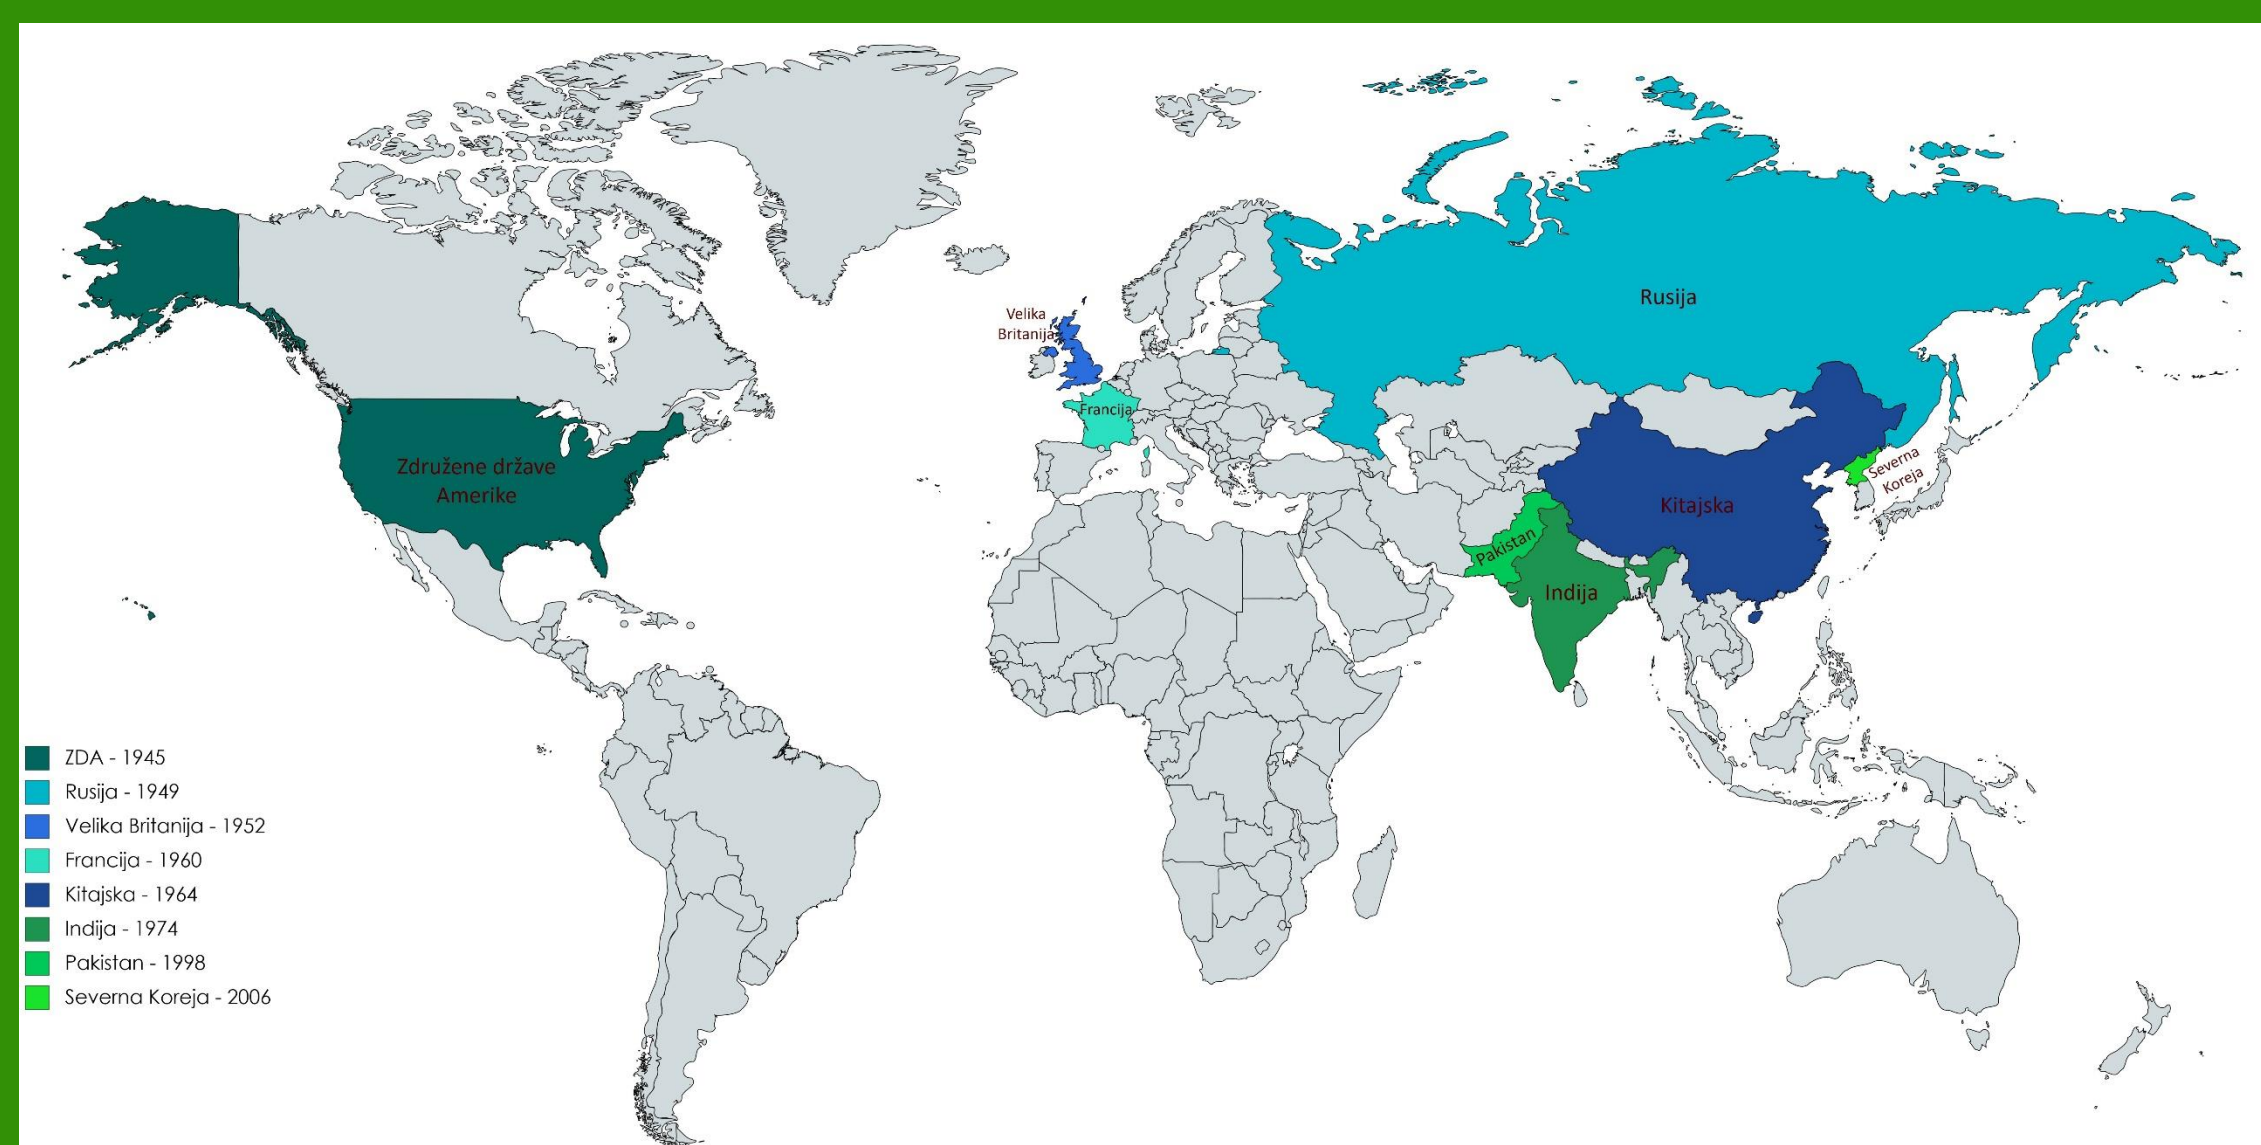 Rusija
Velika
Britanija
Francija
Združene države
Amerike
Severna
Koreja
Kitajska
Pakistan
Indija
ZDA - 1945
Rusija - 1949
Velika Britanija - 1952
Francija - 1960
Kitajska - 1964
Indija - 1974
Pakistan - 1998
Severna Koreja - 2006